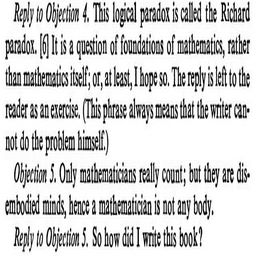 Reply to Objection 4. This logical paradox is called the Richard
paradox. [6] It is a question of foundations of mathematics, rather
than mathematics itself; or, at least, I hope so. The reply is left to the
reader as an exercise. (This phrase always means that the writer can-
not do the problem himself.)
Objection 5. Only mathematicians really count; but they are dis-
embodied minds, hence a mathematician is not any body.
Reply to Objection 5. So how did I write this book?